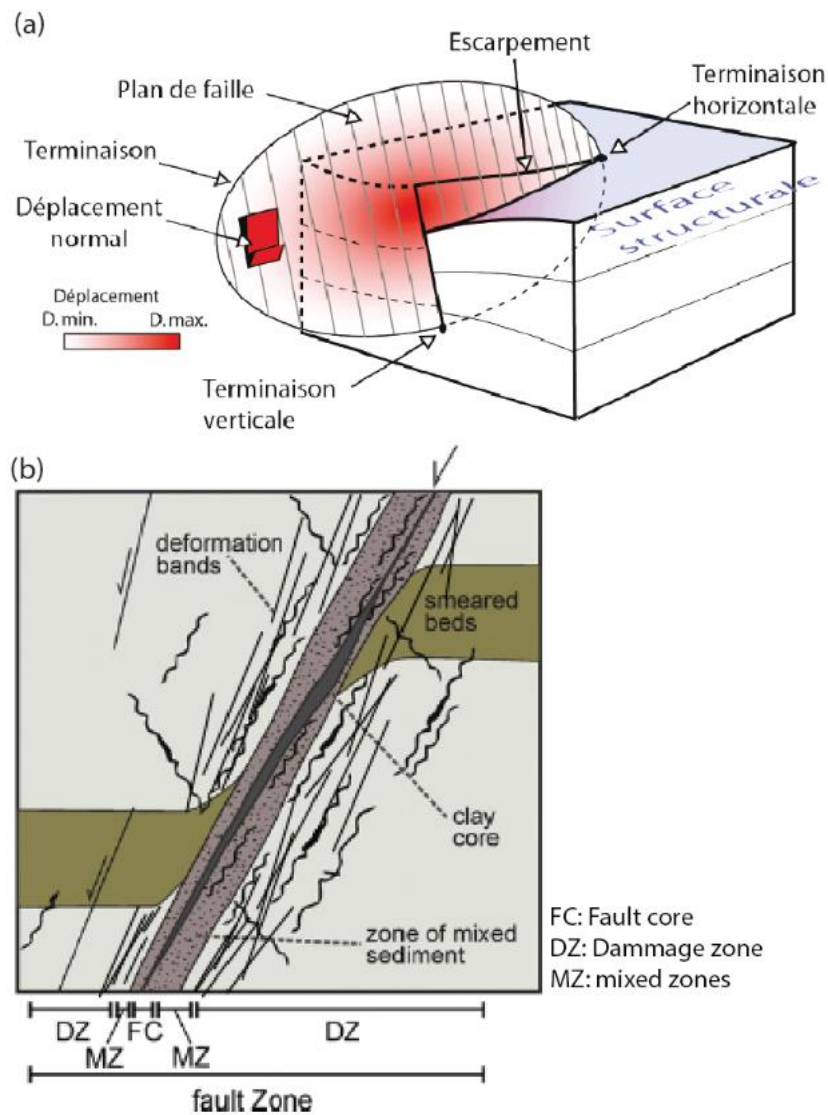 (a)
Escarpement
Terminaison
horizontale
Plan de faille
Terminaison
Déplacement
normal
Surface
structurale
Déplacement
D. min. D. max.
Terminaison
verticale
(b)
deformation
bands
smeared
beds
clay
core
zone of mixed
sediment
FC: Fault core
DZ: Dammage zone
MZ: mixed zones
DZ FC DZ
MZ MZ
fault Zone